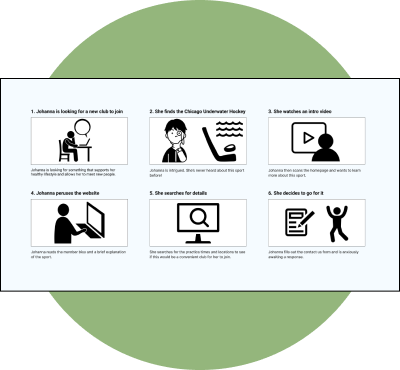 1. Johanna is looking for a new club to join
Johanna is looking for something that supports her
healthy lifestyle and allows for to meet new people.
2. She finds the Chicago Underwater Hockey
Johanna is intrigued. She's never heard about this sport
before!
3. She watches an intro video
Johanna then scans the homepage and wants to learn
more about this sport.
4. Johanna peruses the website
Johanna reads the member bios and a brief explanation
of the sport.
5. She searches for details
She searches for the practice times and locations to see
if this would be a convenient club for her to join.
6. She decides to go for it
Johanna fills out the contact us form and is anxiously
awaiting a response.